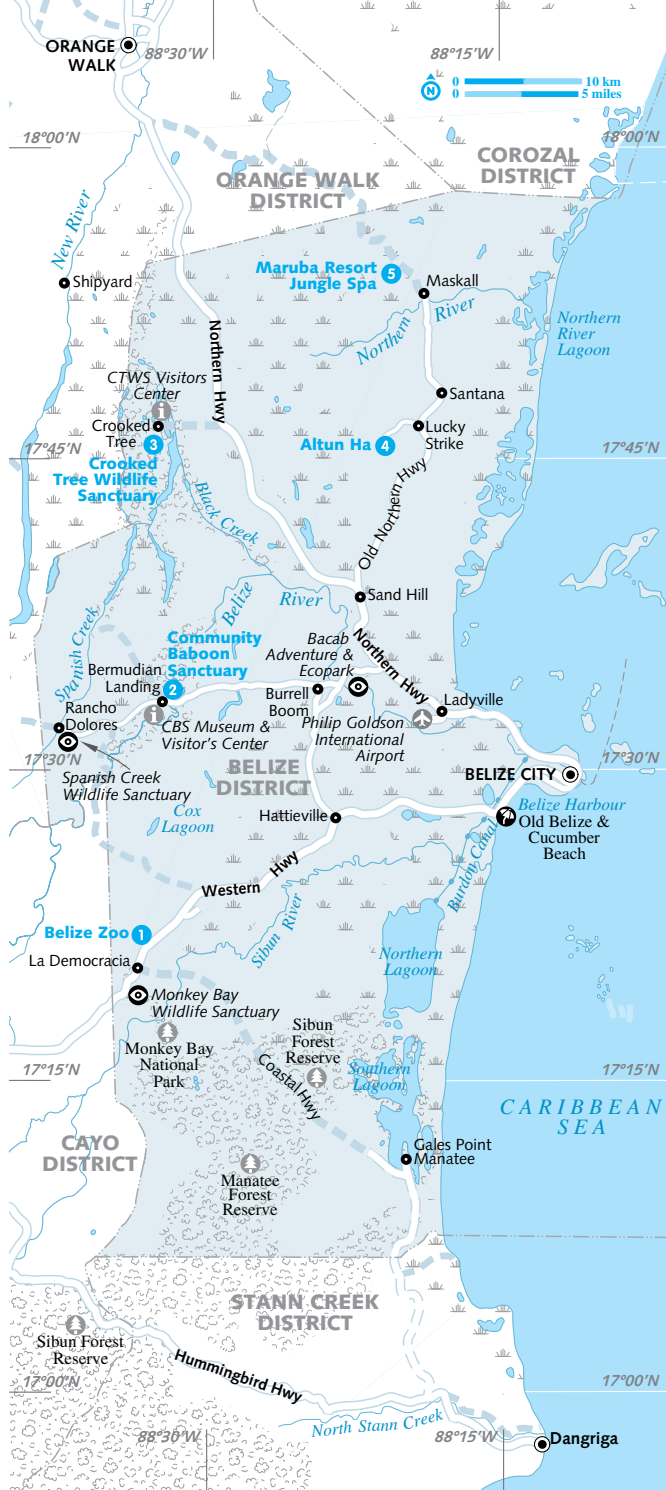 ORANGE
WALK
88°30'W
88°15'W
0
10 km
N
0
5 miles
18°00'N
18°00'N
COROZAL
DISTRICT
ORANGE WALK
DISTRICT
New River
Shipyard
Maruba Resort
Jungle Spa
5
Maskall
Northern
River
Northern
River
Lagoon
Northern Hwy
CTWS Visitors
Center
i
Crooked
Tree
3
Crooked
Tree Wildlife
Sanctuary
Santana
Lucky
Strike
Altun Ha
4
17°45'N
17°45'N
Old Northern Hwy
Black Creek
Sand Hill
Belize
River
Spanish Creek
Community
Baboon
Sanctuary
Bermudian
Landing
2
i
CBS Museum &
Visitor's Center
Rancho
Dolores
Spanish Creek
Wildlife Sanctuary
Bacab
Adventure &
Ecopark
Northern Hwy
Burrell
Boom
Ladyville
Philip Goldson
International
Airport
17°30'N
17°30'N
BELIZE
DISTRICT
BELIZE CITY
Belize Harbour
Old Belize &
Cucumber
Beach
Cox
Lagoon
Hattieville
Burdon Canal
Western
Hwy
Sibun River
Belize Zoo
1
La Democracia
Northern
Lagoon
Monkey Bay
Wildlife Sanctuary
Monkey Bay
National
Park
Sibun
Forest
Reserve
Coastal Hwy
Southern
Lagoon
17°15'N
CARIBBEAN
SEA
CAYO
DISTRICT
Gales Point
Manatee
Manatee
Forest
Reserve
STANN CREEK
DISTRICT
Sibun Forest
Reserve
Hummingbird Hwy
17°00'N
17°00'N
North Stann Creek
88°30'W
88°15'W
Dangriga